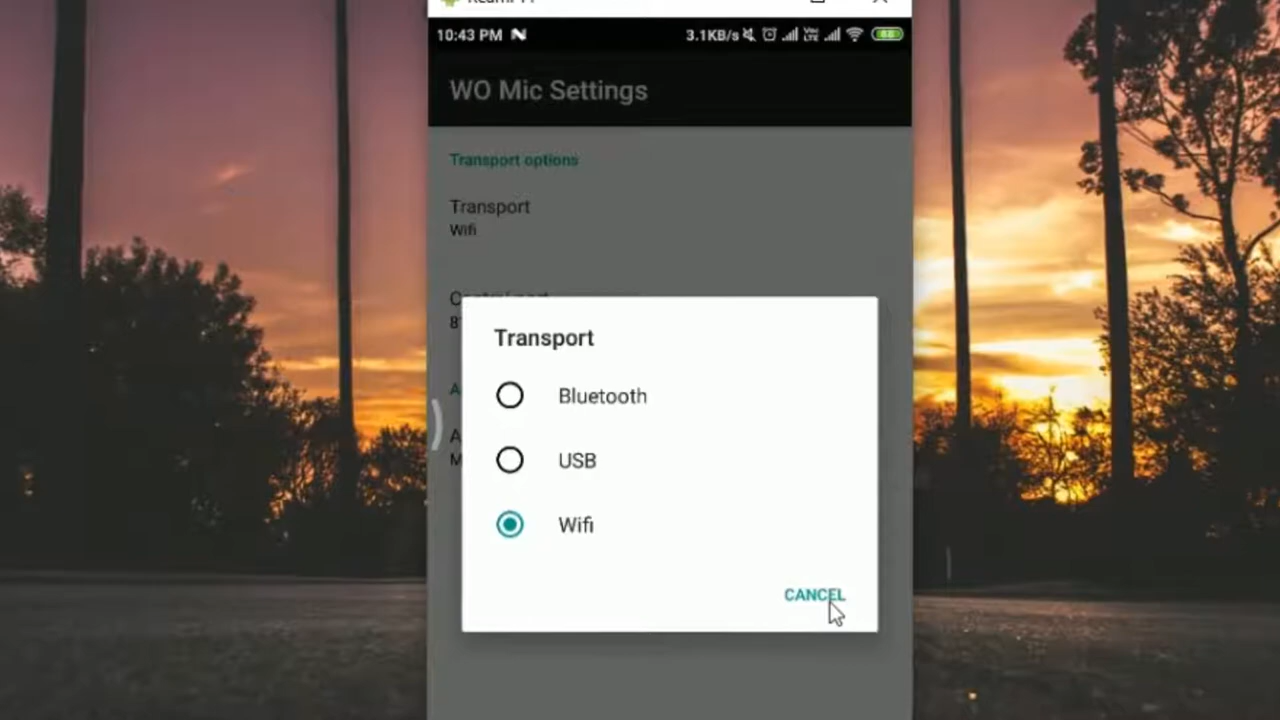 10:43 PM
3.1KB/s
WO Mic Settings
Transport options
Transport
Wifi
Transport
Bluetooth
USB
Wifi
CANCEL